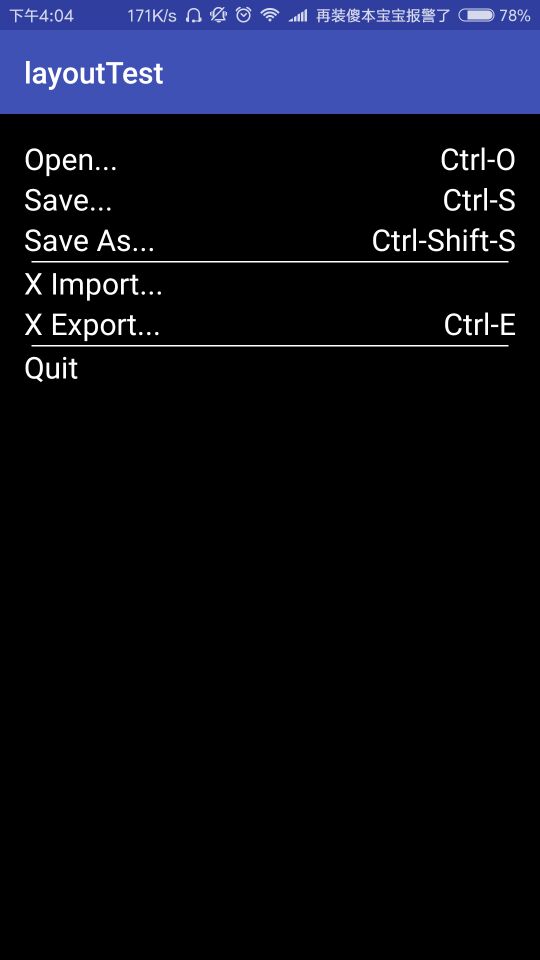 下午4:04 171K/s 再装傻本宝宝报警了 78%
layoutTest
Open... Ctrl-O
Save... Ctrl-S
Save As... Ctrl-Shift-S
X Import...
X Export... Ctrl-E
Quit